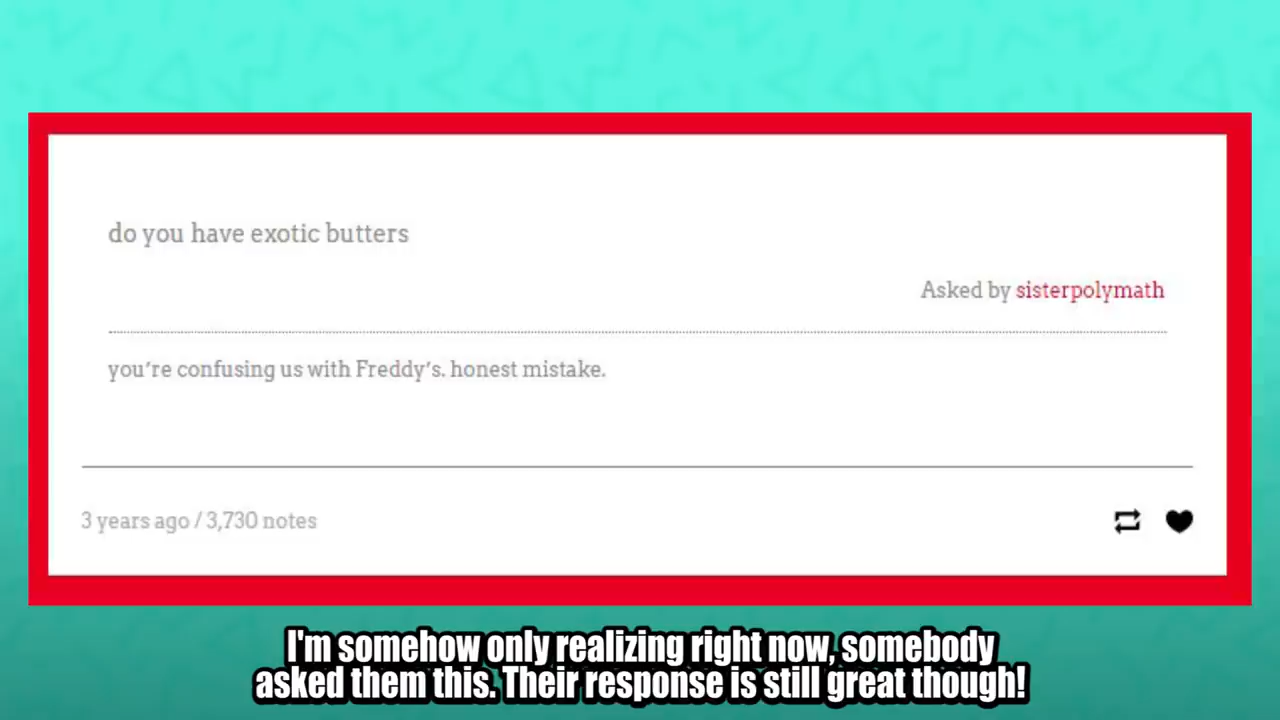 do you have exotic butters
Asked by sisterpolymath
you're confusing us with Freddy's. honest mistake.
3 years ago / 3,730 notes
I'm somehow only realizing right now, somebody
asked them this. Their response is still great though!